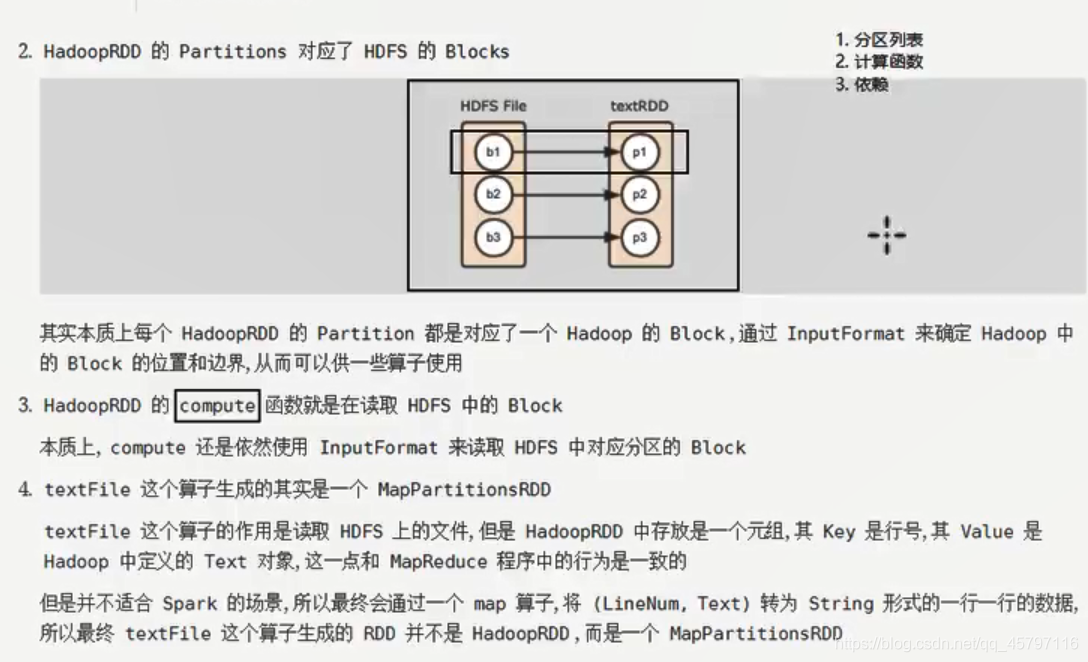 2. HadoopRDD 的 Partitions 对应了 HDFS 的 Blocks
1. 分区列表
2. 计算函数
3. 依赖
HDFS File textRDD
b1 p1
b2 p2
b3 p3
其实本质上每个 HadoopRDD 的 Partition 都是对应了一个 Hadoop 的 Block,通过 InputFormat 来确定 Hadoop 中
的 Block 的位置和边界,从而可以供一些算子使用
3. HadoopRDD 的 compute 函数就是在读取 HDFS 中的 Block
本质上, compute 还是依然使用 InputFormat 来读取 HDFS 中对应分区的 Block
4. textFile 这个算子生成的其实是一个 MapPartitionsRDD
textFile 这个算子的作用是读取 HDFS 上的文件,但是 HadoopRDD 中存放是一个元组,其 Key 是行号,其 Value 是
Hadoop 中定义的 Text 对象,这一点和 MapReduce 程序中的行为是一致的
但是并不适合 Spark 的场景,所以最终会通过一个 map 算子,将 (LineNum, Text) 转为 String 形式的一行一行的数据,
所以最终 textFile 这个算子生成的 RDD 并不是 HadoopRDD,而是一个 MapPartitionsRDD
https://blog.csdn.net/qq_45797116